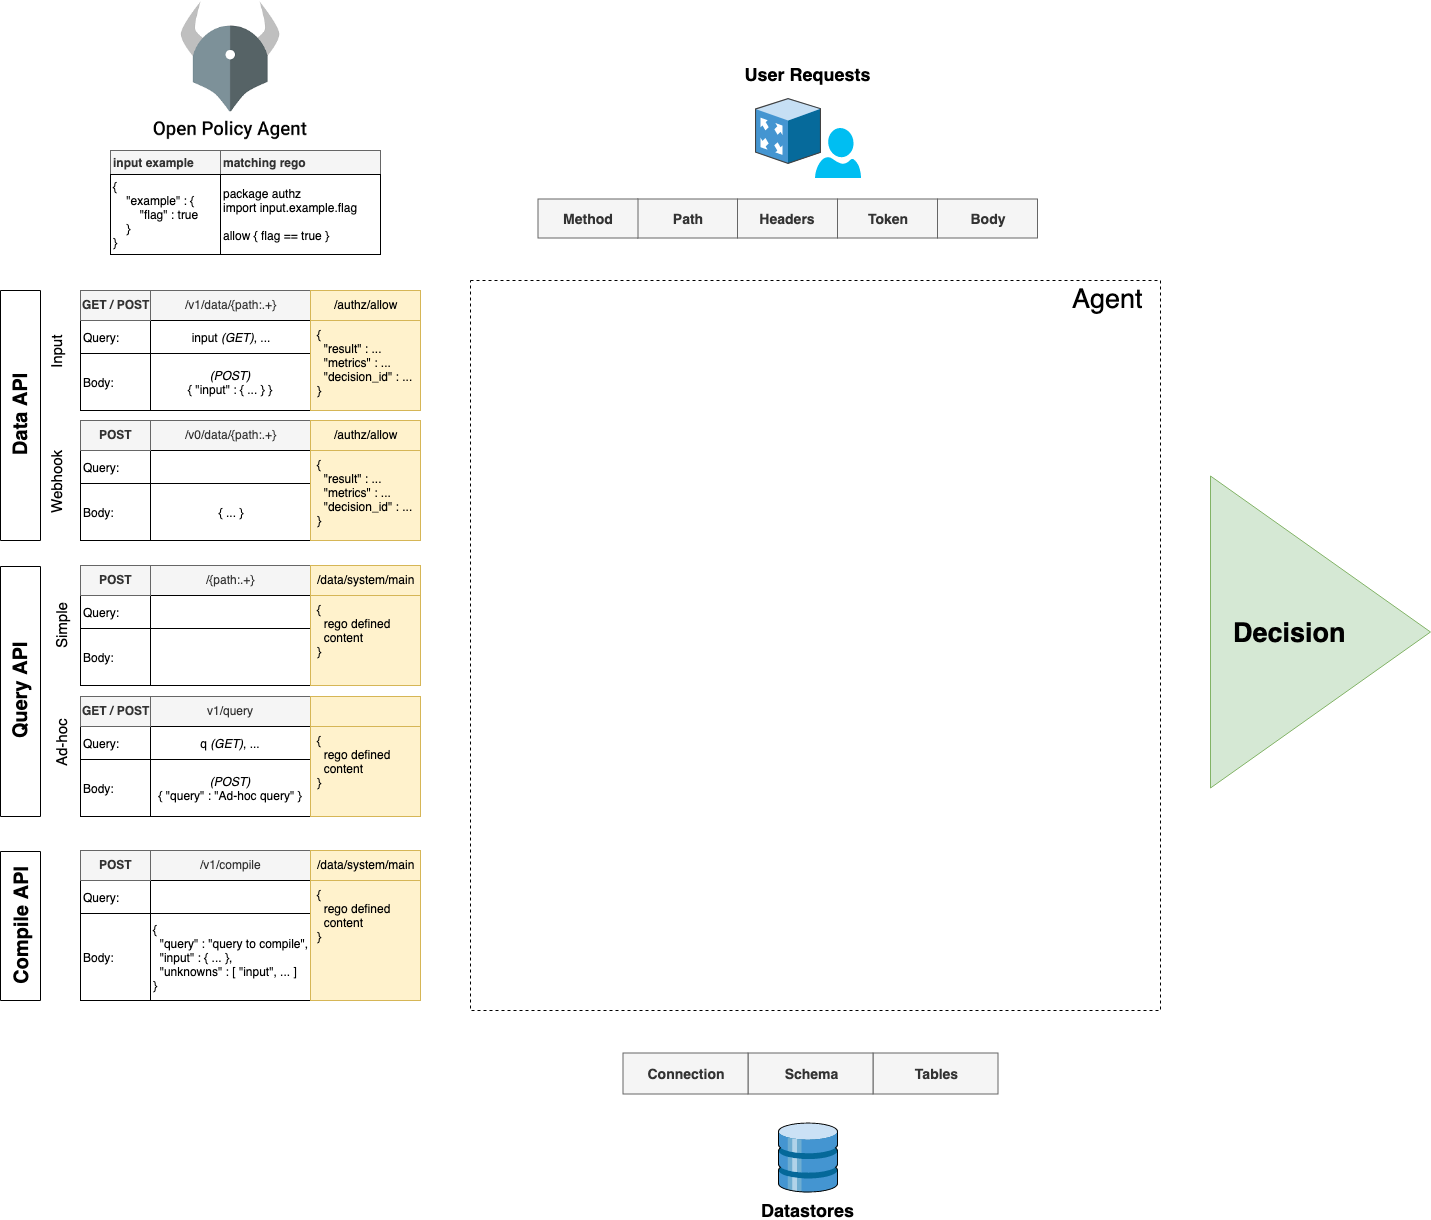 Open Policy Agent
input example
matching rego
{
"example" : {
"flag" : true
}
}
package authz
import input.example.flag
allow { flag == true }
User Requests
Method
Path
Headers
Token
Body
Data API
Input
GET / POST
/v1/data/{path:.+}
/authz/allow
Query:
input (GET), ...
Body:
(POST)
{ "input" : { ... } }
{
"result" : ...
"metrics" : ...
"decision_id" : ...
}
Webhook
POST
/v0/data/{path:.+}
/authz/allow
Query:
Body:
{ ... }
{
"result" : ...
"metrics" : ...
"decision_id" : ...
}
Query API
Simple
POST
/{path:.+}
/data/system/main
Query:
Body:
{
rego defined
content
}
Ad-hoc
GET / POST
v1/query
Query:
q (GET), ...
Body:
(POST)
{ "query" : "Ad-hoc query" }
{
rego defined
content
}
Compile API
POST
/v1/compile
/data/system/main
Query:
Body:
{
"query" : "query to compile",
"input" : { ... },
"unknowns" : [ "input", ... ]
}
{
rego defined
content
}
Agent
Decision
Connection
Schema
Tables
Datastores